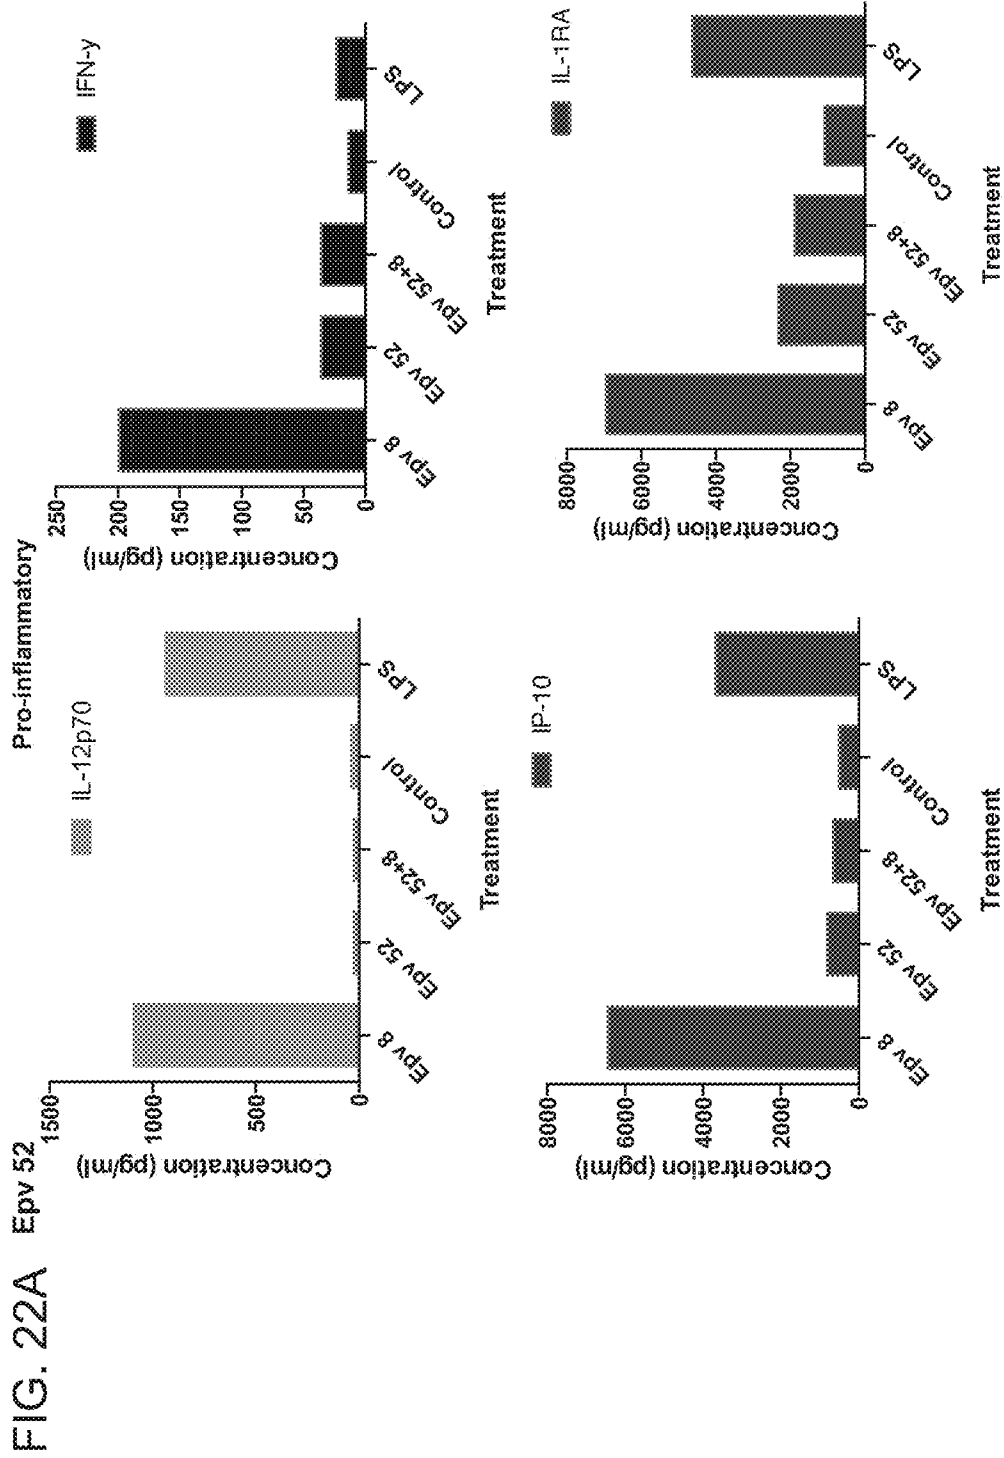 FIG. 22A Epv 52
Pro-inflammatory
IL-12p70
Concentration (pg/ml)
1500
1000
500
0
Epv 8
Epv 52
Epv 52+8
Control
LPS
Treatment
IFN-y
Concentration (pg/ml)
250
200
150
100
50
0
Epv 8
Epv 52
Epv 52+8
Control
LPS
Treatment
IP-10
Concentration (pg/ml)
8000
6000
4000
2000
0
Epv 8
Epv 52
Epv 52+8
Control
LPS
Treatment
IL-1RA
Concentration (pg/ml)
8000
6000
4000
2000
0
Epv 8
Epv 52
Epv 52+8
Control
LPS
Treatment